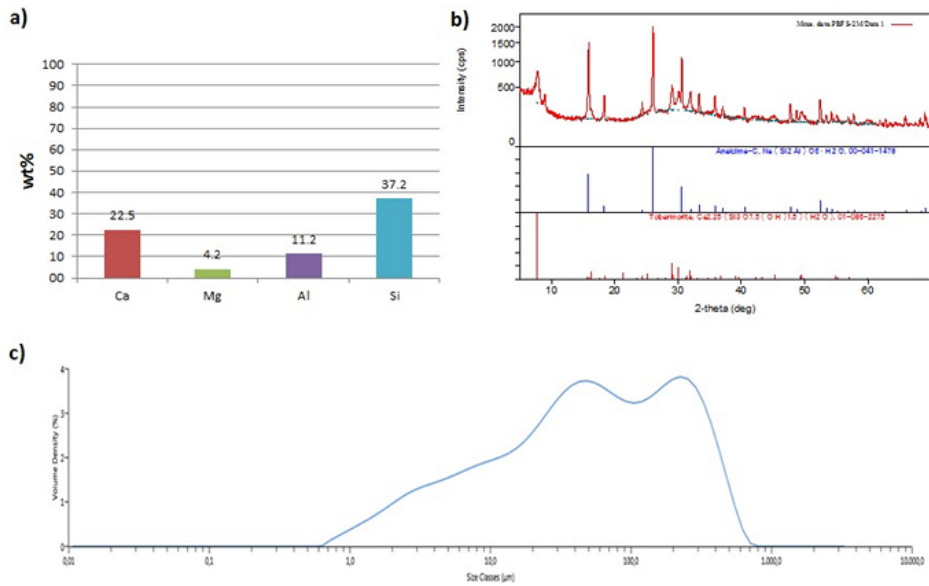 a)
wt%
100
90
80
70
60
50
40
30
20
10
00
22.5
4.2
11.2
37.2
Ca Mg Al Si
b)
Intensity (cps)
2000
1500
1000
500
0
Meas. data:PBFS-2M/Data 1
Analcime-C, Na ( Si2 Al ) O6 · H2 O, 00-041-1478
Tobermorite, Ca2.25 ( Si3 O7.5 ( O H )1.5 ) ( H2 O ),
10 20 30 40 50 60
2-theta (deg)
c)
Volume Density (%)
4
3
2
1
0
0,01 0,1 1,0 10,0 100,0 1.000,0 10.000,0
Size Classes (µm)